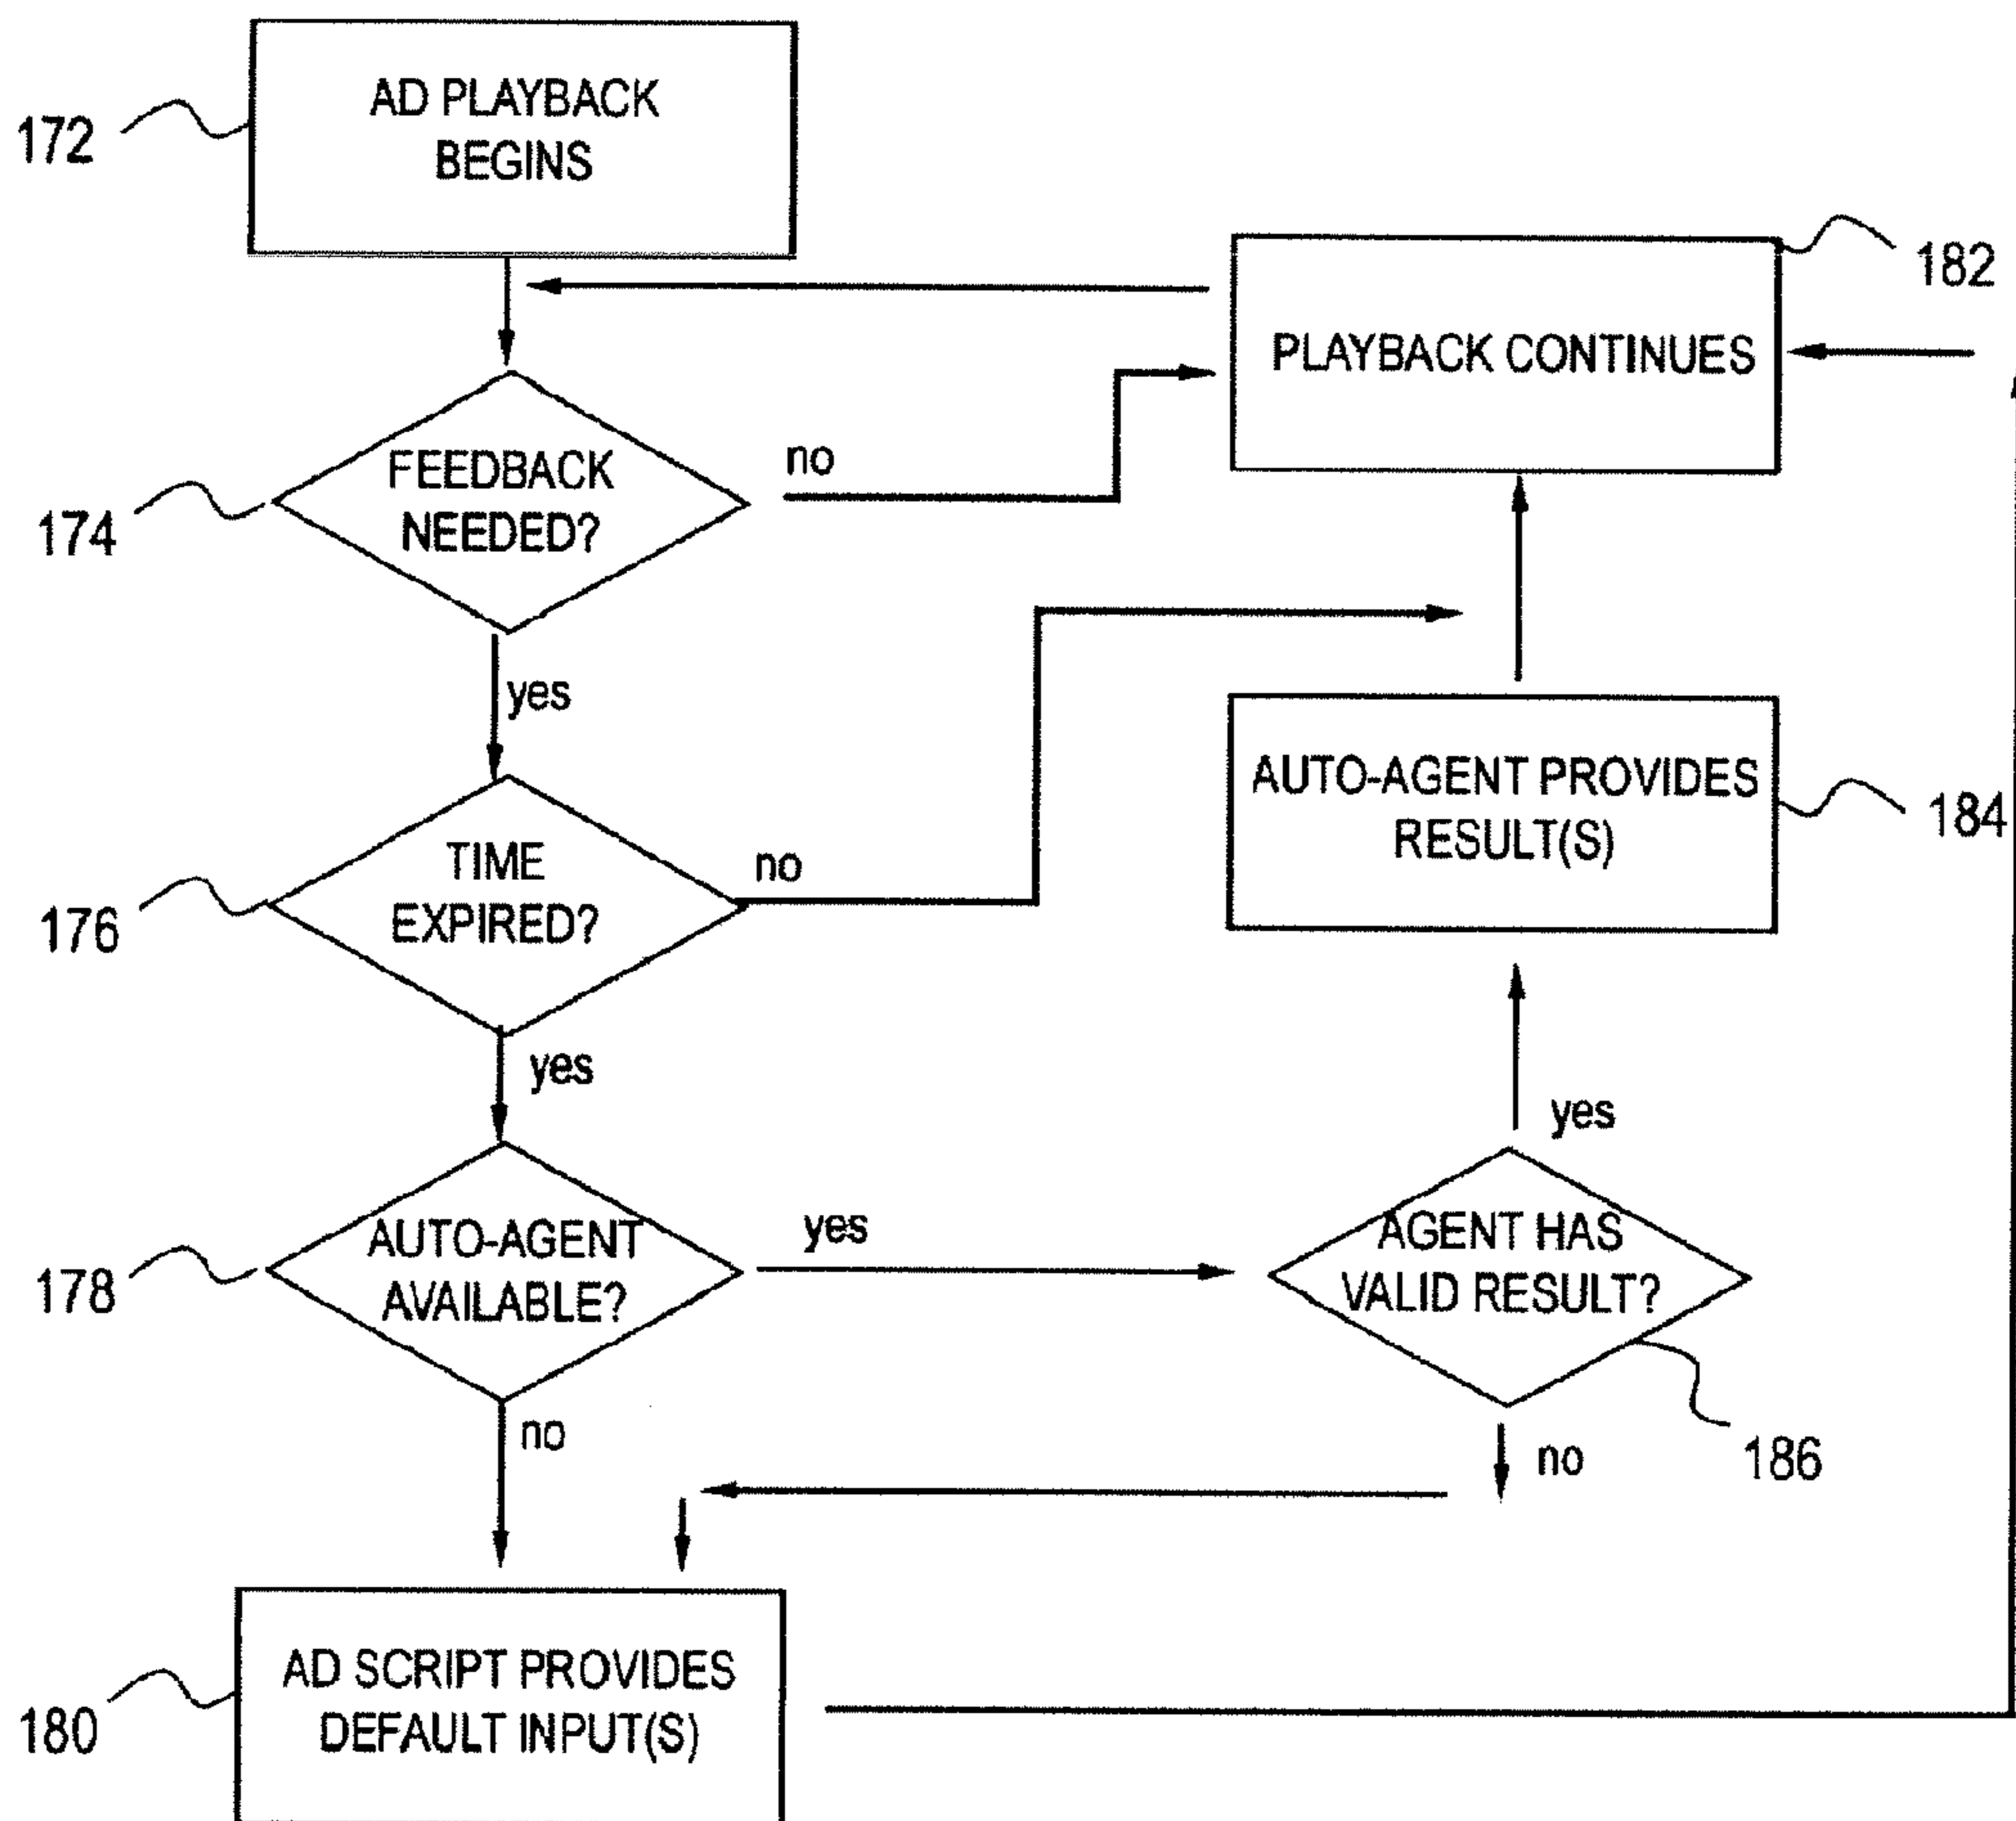 AD PLAYBACK
BEGINS
172
PLAYBACK CONTINUES
182
FEEDBACK
NEEDED?
no
174
yes
AUTO-AGENT PROVIDES
RESULT(S)
184
TIME
EXPIRED?
no
176
yes
AUTO-AGENT
AVAILABLE?
yes
178
no
yes
AGENT HAS
VALID RESULT?
186
no
AD SCRIPT PROVIDES
DEFAULT INPUT(S)
180